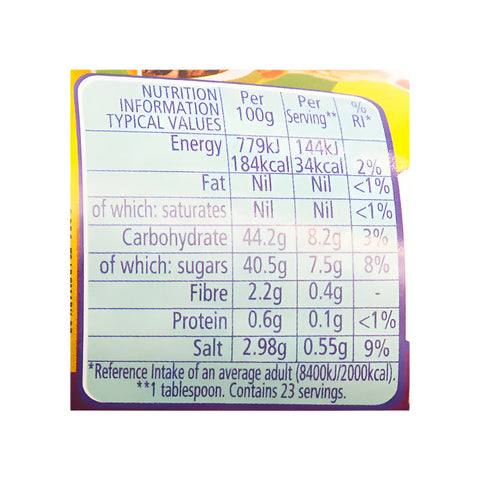 NUTRITION INFORMATION TYPICAL VALUES Per 100g Per Serving** % RI*
Energy 779kJ 144kJ
184kcal 34kcal 2%
Fat Nil Nil <1%
of which: saturates Nil Nil <1%
Carbohydrate 44.2g 8.2g 3%
of which: sugars 40.5g 7.5g 8%
Fibre 2.2g 0.4g -
Protein 0.6g 0.1g <1%
Salt 2.98g 0.55g 9%
*Reference Intake of an average adult (8400kJ/2000kcal).
**1 tablespoon. Contains 23 servings.